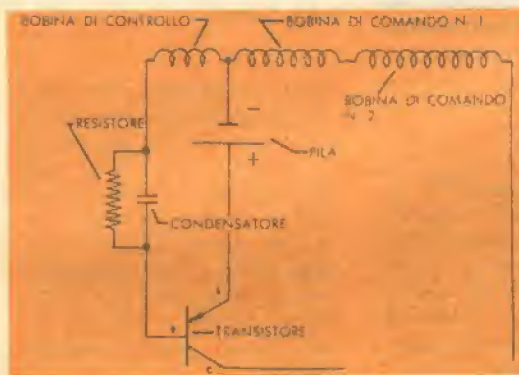 BOBINA DI CONTROLLO
BOBINA DI COMANDO N. 1
BOBINA DI COMANDO
N. 2
RESISTORE
−
+
PILA
CONDENSATORE
TRANSISTORE
C